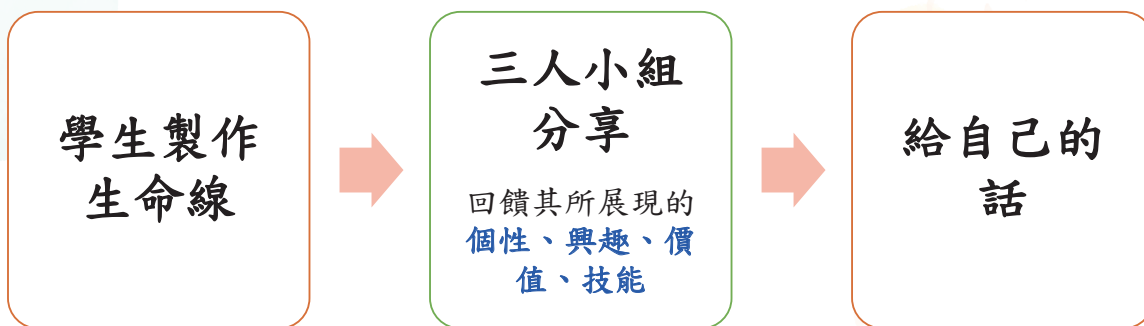 學生製作
生命線
三人小組
分享
回饋其所展現的
個性、興趣、價
值、技能
給自己的
話